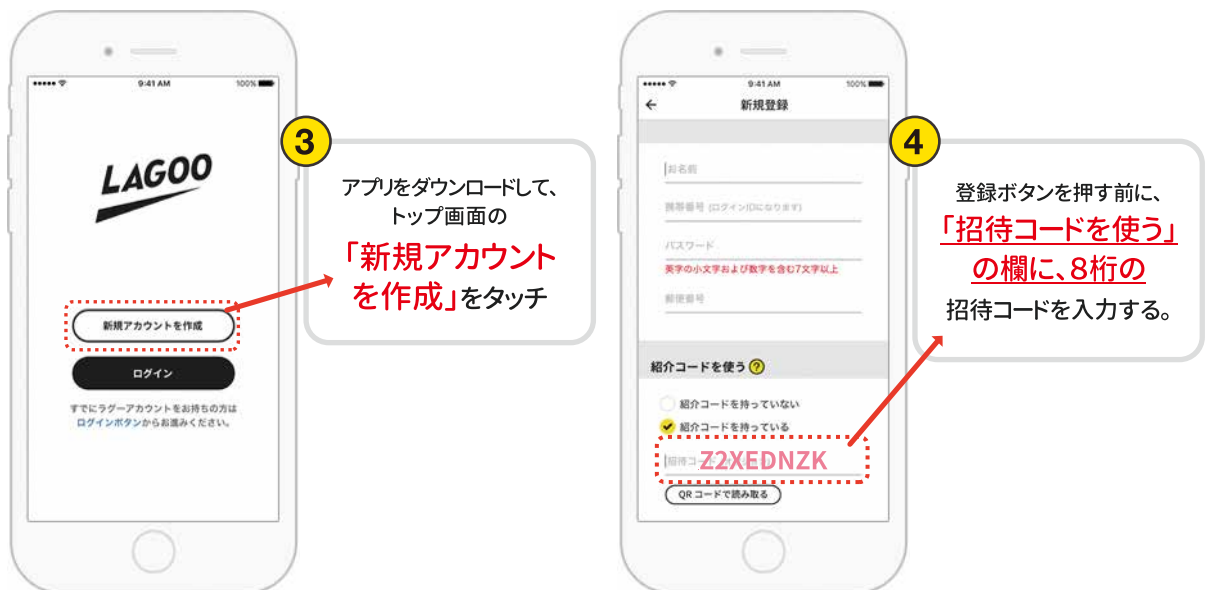 9:41 AM
100%
LAGOO
新規アカウントを作成
ログイン
すでにラグーアカウントをお持ちの方は
ログインボタンからお進みください。
3
アプリをダウンロードして、
トップ画面の
「新規アカウント
を作成」をタッチ
9:41 AM
100%
新規登録
お名前
携帯番号 (ログインIDになります)
パスワード
英字の小文字および数字を含む7文字以上
郵便番号
紹介コードを使う ?
紹介コードを持っていない
紹介コードを持っている
招待コード
Z2XEDNZK
QRコードで読み取る
4
登録ボタンを押す前に、
「招待コードを使う」
の欄に、8桁の
招待コードを入力する。